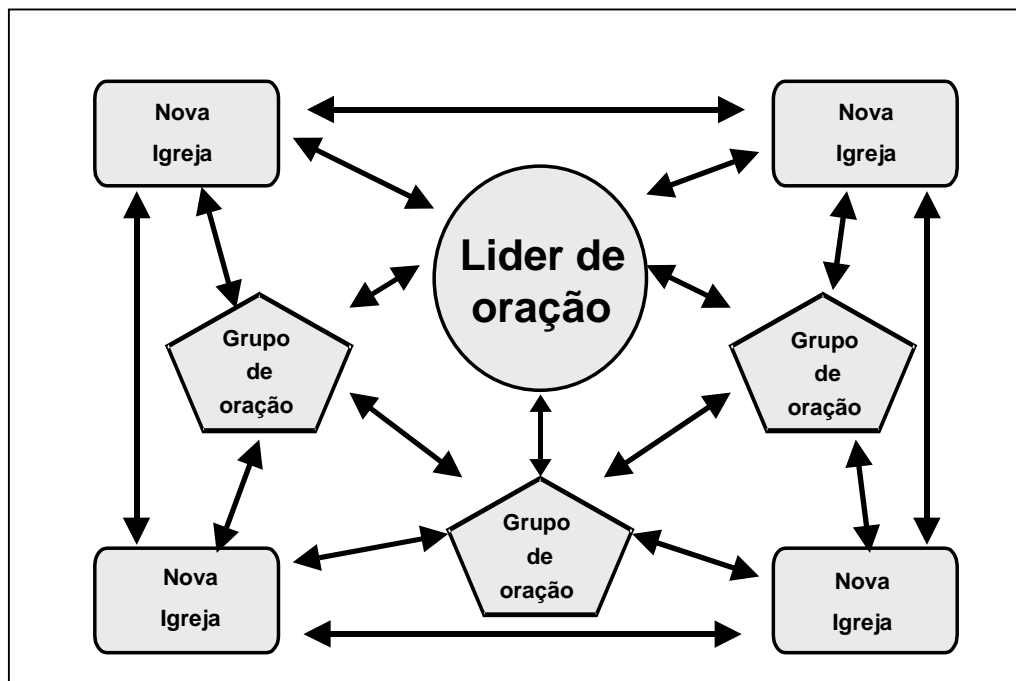 Nova
Igreja
Nova
Igreja
Lider de
oração
Grupo
de
oração
Grupo
de
oração
Grupo
de
oração
Nova
Igreja
Nova
Igreja